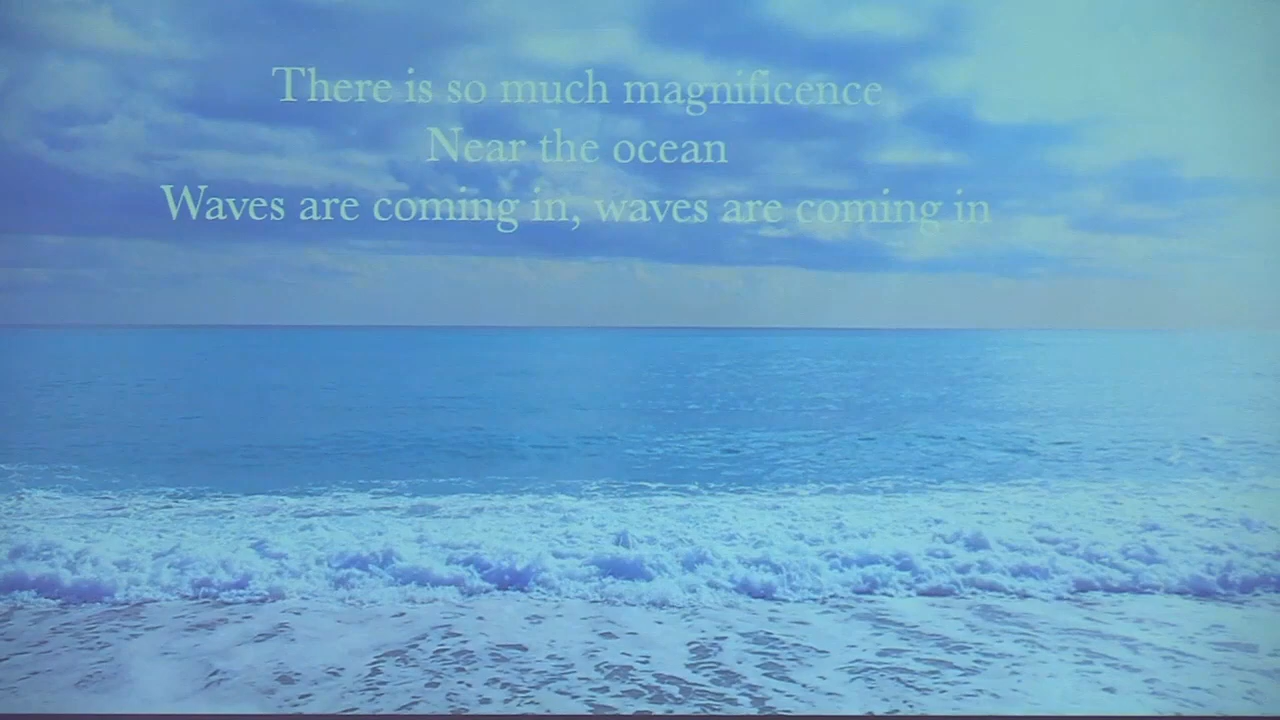 There is so much magnificence
Near the ocean
Waves are coming in, waves are coming in